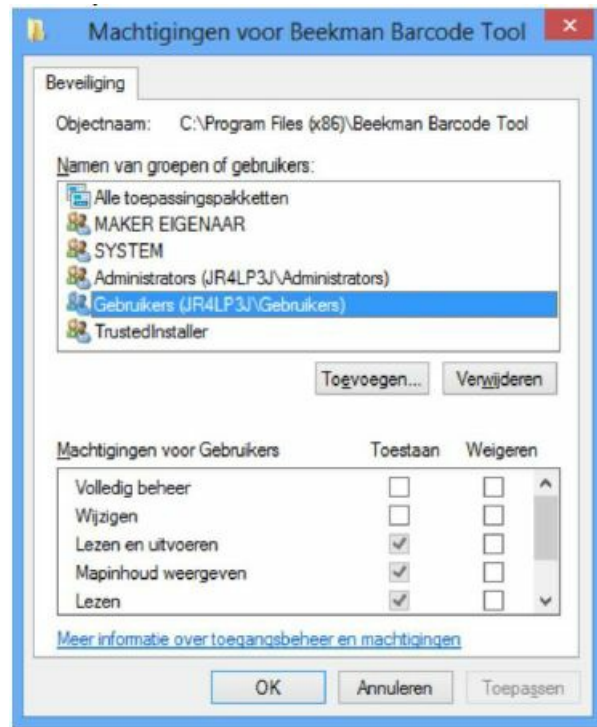 Machtigingen voor Beekman Barcode Tool
Beveiliging
Objectnaam: C:\Program Files (x86)\Beekman Barcode Tool
Namen van groepen of gebruikers:
Alle toepassingspakketten
MAKER EIGENAAR
SYSTEM
Administrators (JR4LP3J\Administrators)
Gebruikers (JR4LP3J\Gebruikers)
TrustedInstaller
Toevoegen... Verwijderen
Machtigingen voor Gebruikers Toestaan Weigeren
Volledig beheer
Wijzigen
Lezen en uitvoeren
Mapinhoud weergeven
Lezen
Meer informatie over toegangsbeheer en machtigingen
OK Annuleren Toepassen